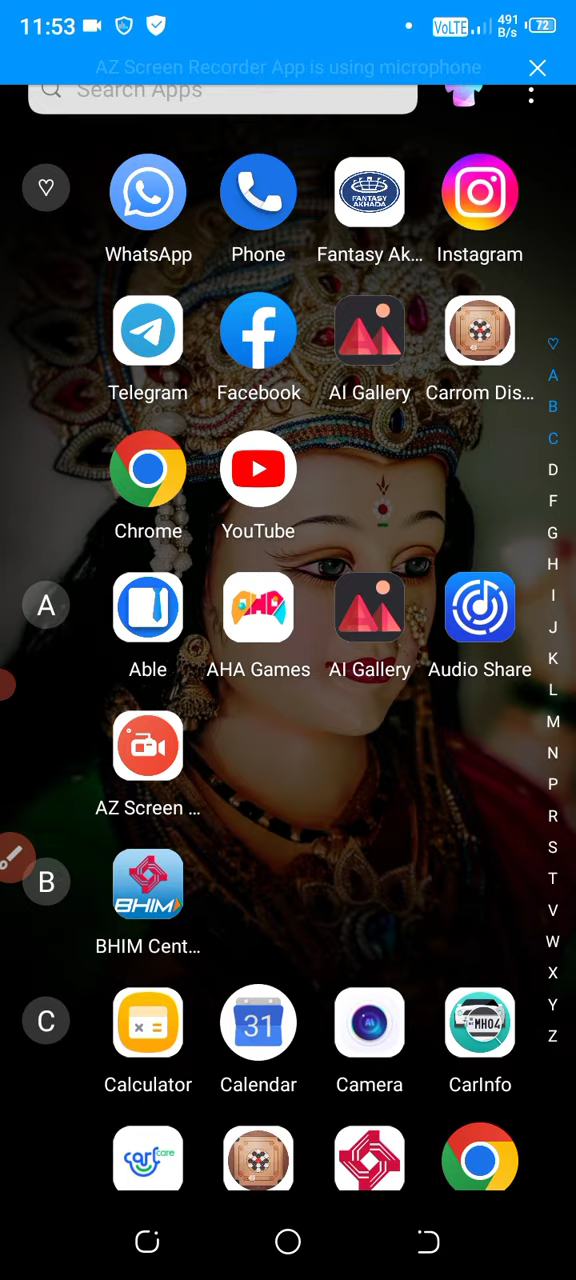 11:53 VoLTE 491 B/s 72
AZ Screen Recorder App is using microphone
Search Apps
WhatsApp Phone Fantasy Ak... Instagram
FANTASY AKHADA
Telegram Facebook AI Gallery Carrom Dis...
Chrome YouTube
A
Able AHA Games AI Gallery Audio Share
AZ Screen ...
B
BHIM
BHIM Cent...
C
31
AI
MH04
Calculator Calendar Camera CarInfo
carlcare
A
B
C
D
F
G
H
I
J
K
L
M
N
P
R
S
T
V
W
X
Y
Z